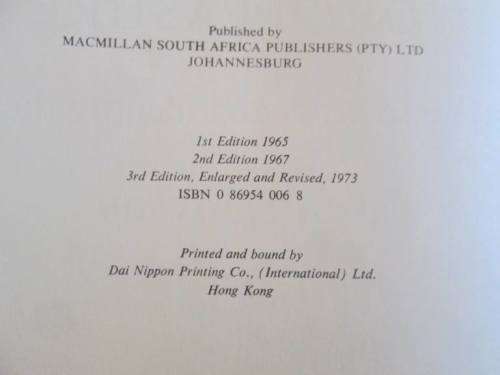 Published by
MACMILLAN SOUTH AFRICA PUBLISHERS (PTY) LTD
JOHANNESBURG
1st Edition 1965
2nd Edition 1967
3rd Edition, Enlarged and Revised, 1973
ISBN 0 86954 006 8
Printed and bound by
Dai Nippon Printing Co., (International) Ltd.
Hong Kong